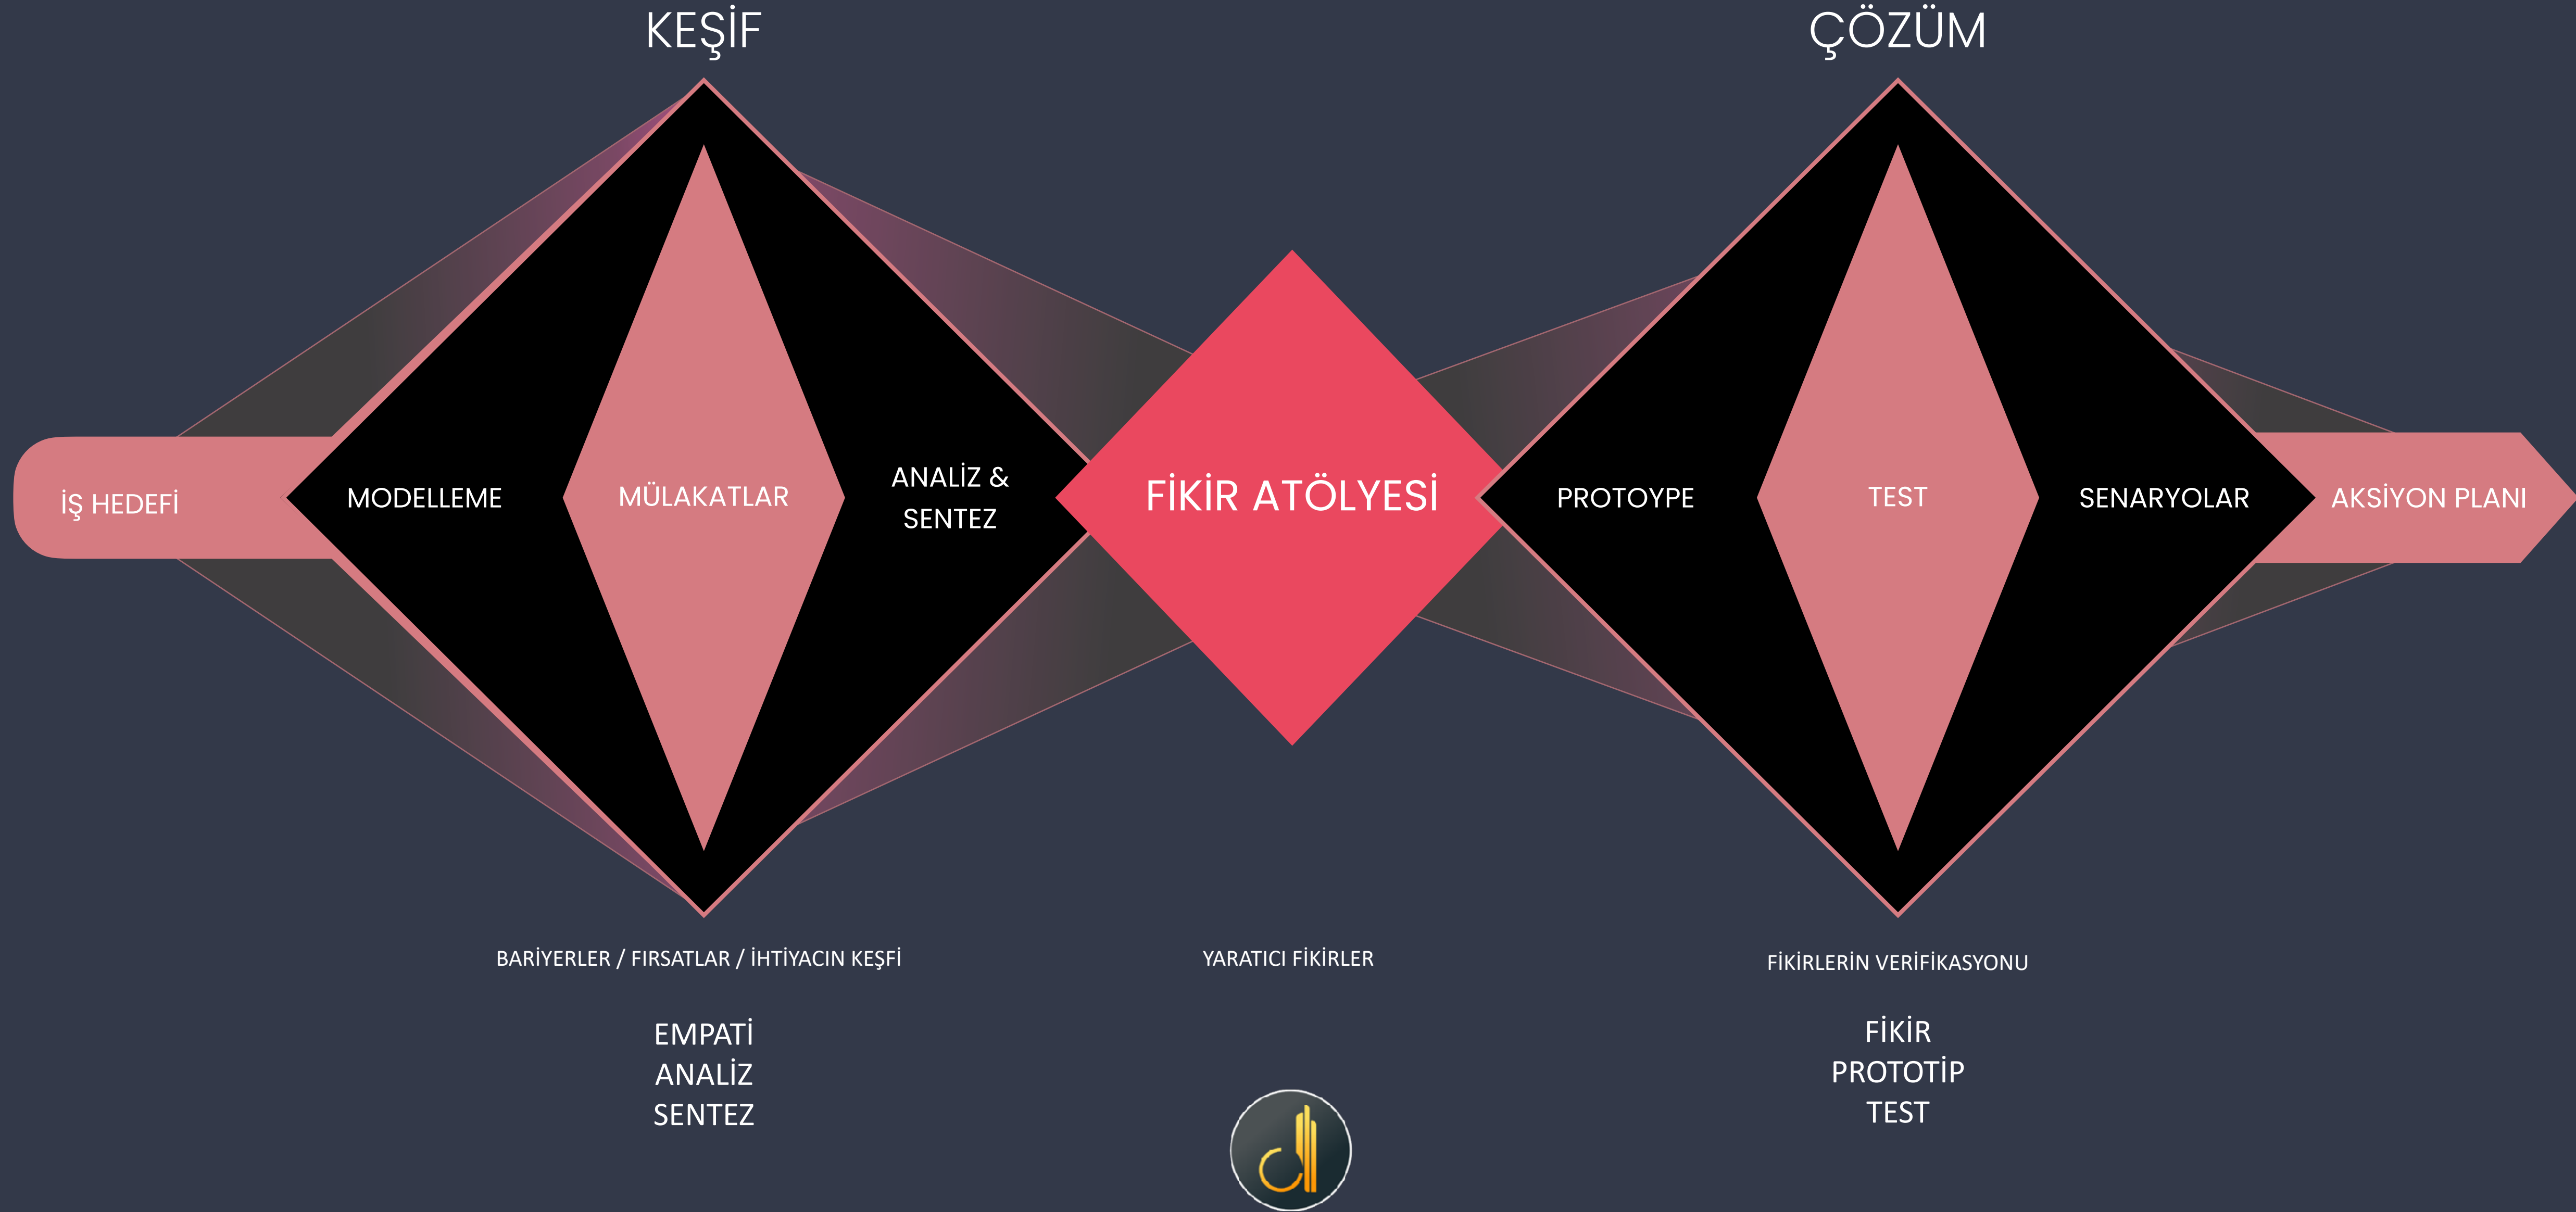 KEŞİF
ÇÖZÜM
İŞ HEDEFİ
MODELLEME
MÜLAKATLAR
ANALİZ &
SENTEZ
FİKİR ATÖLYESİ
PROTOYPE
TEST
SENARYOLAR
AKSİYON PLANI
BARİYERLER / FIRSATLAR / İHTİYACIN KEŞFİ
YARATICI FİKİRLER
FİKİRLERİN VERİFİKASYONU
EMPATİ
ANALİZ
SENTEZ
FİKİR
PROTOTİP
TEST